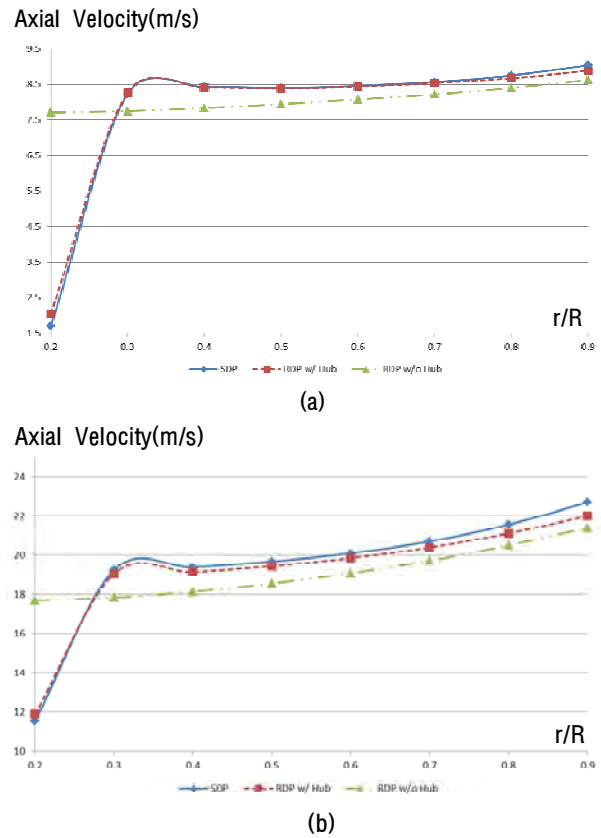 Axial Velocity(m/s)
9.5
8.5
7.5
6.5
5.5
4.5
3.5
2.5
1.5
r/R
0.2 0.3 0.4 0.5 0.6 0.7 0.8 0.9
SDP RDP w/ Hub RDP w/o Hub
(a)
Axial Velocity(m/s)
24
22
20
18
16
14
12
10
r/R
0.2 0.3 0.4 0.5 0.6 0.7 0.8 0.9
SDP RDP w/ Hub RDP w/o Hub
(b)